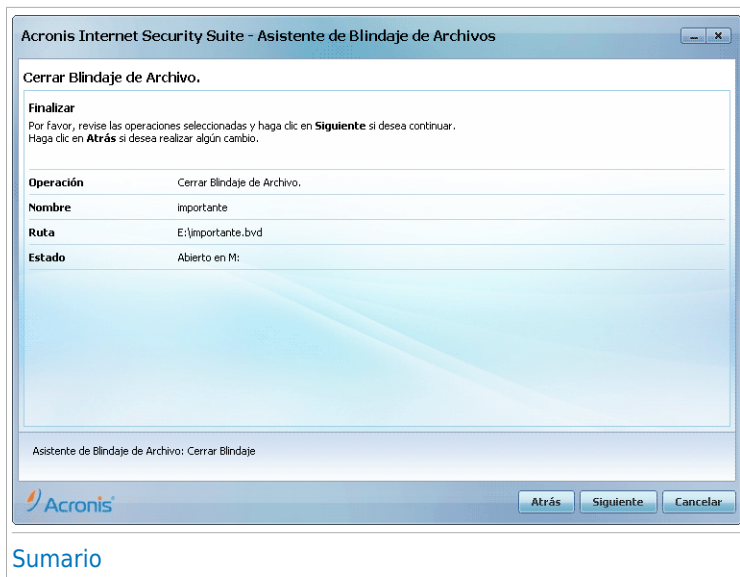 Acronis Internet Security Suite - Asistente de Blindaje de Archivos
Cerrar Blindaje de Archivo.
Finalizar
Por favor, revise las operaciones seleccionadas y haga clic en Siguiente si desea continuar.
Haga clic en Atrás si desea realizar algún cambio.
Operación Cerrar Blindaje de Archivo.
Nombre importante
Ruta E:\importante.bvd
Estado Abierto en M:
Asistente de Blindaje de Archivo: Cerrar Blindaje
Acronis
Atrás Siguiente Cancelar
Sumario